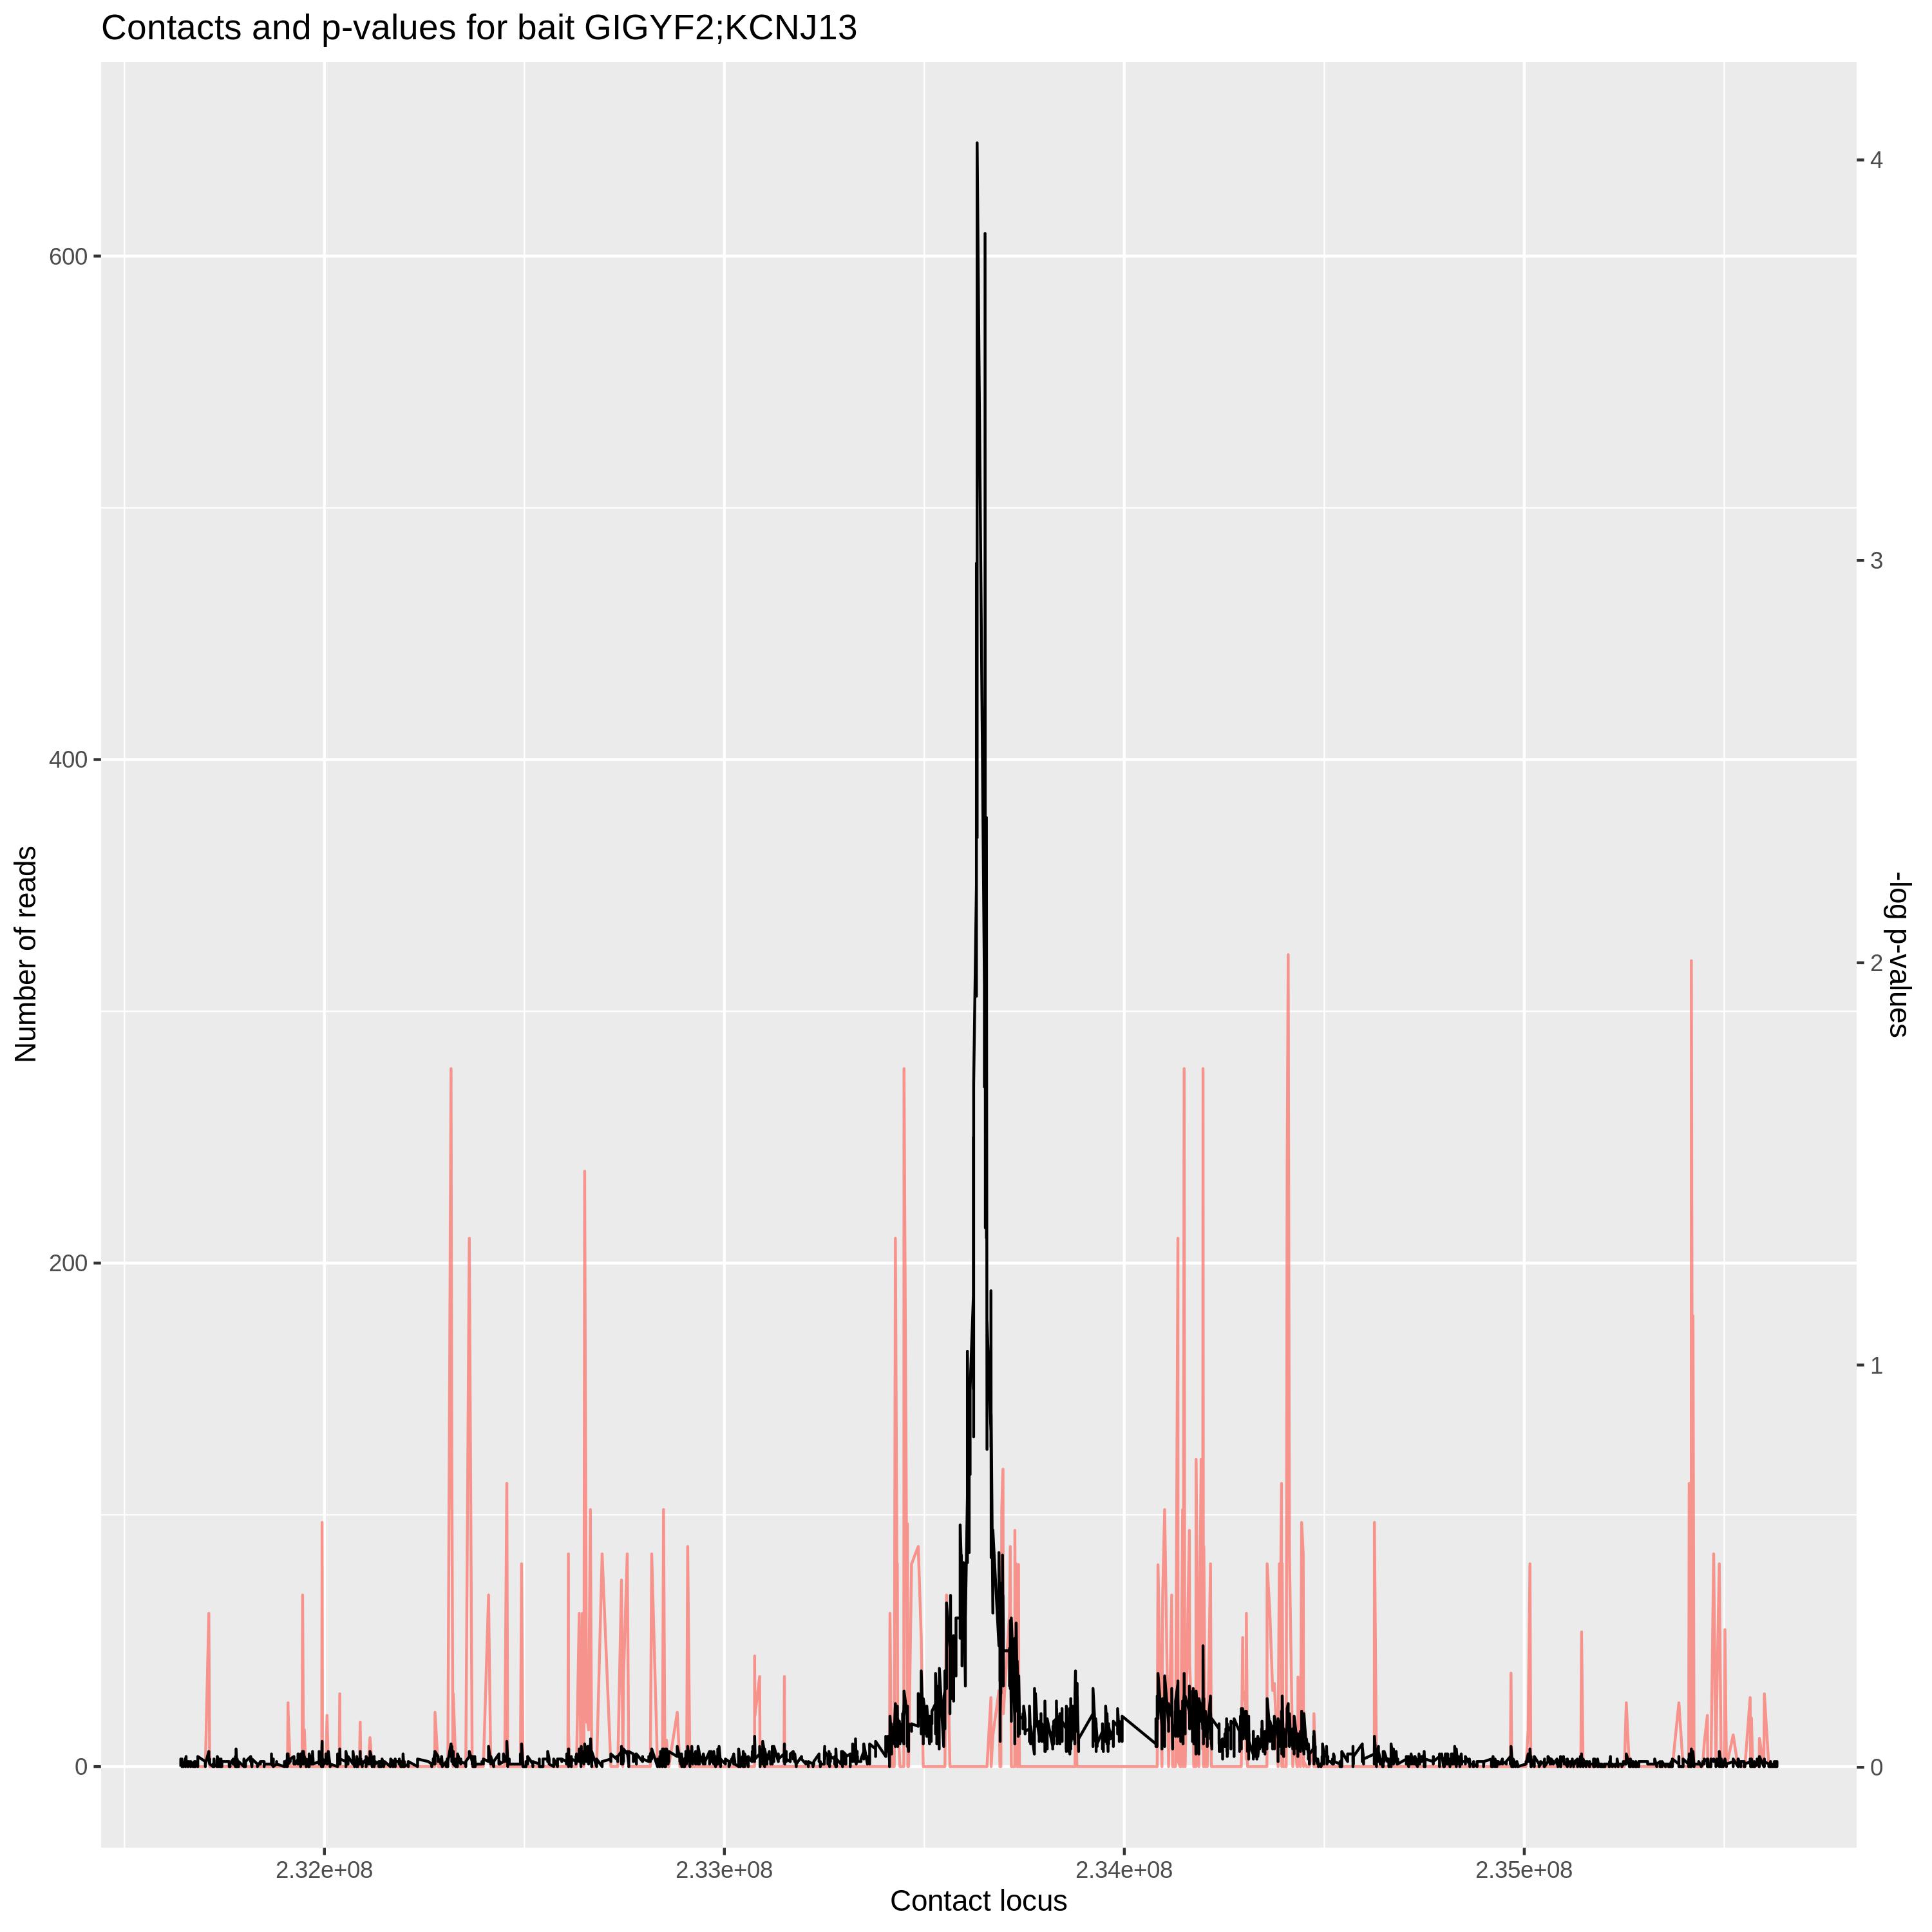 Contacts and p-values for bait GIGYF2;KCNJ13
600
400
200
0
Number of reads
4
3
2
1
0
-log p-values
2.32e+08
2.33e+08
2.34e+08
2.35e+08
Contact locus